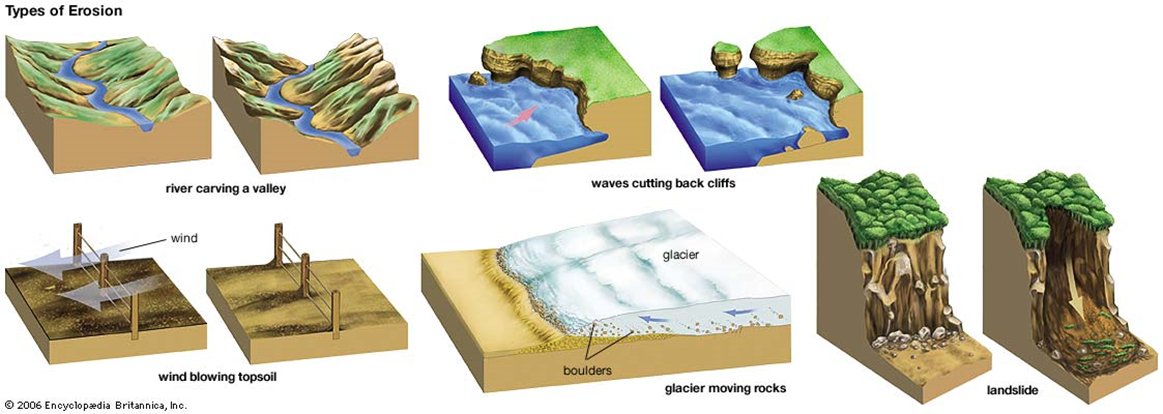 Types of Erosion
river carving a valley
waves cutting back cliffs
wind
wind blowing topsoil
glacier
boulders
glacier moving rocks
landslide
© 2006 Encyclopædia Britannica, Inc.